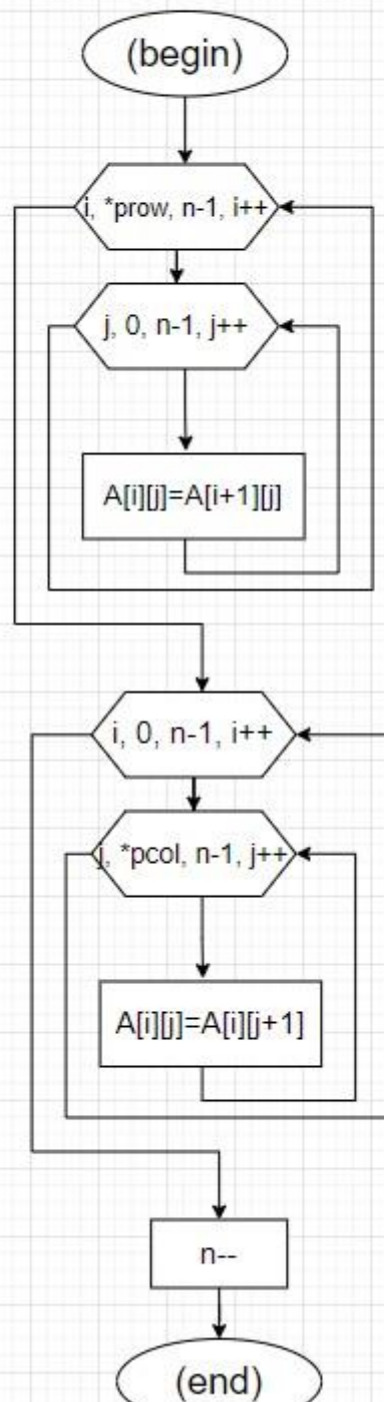 (begin)
i, *prow, n-1, i++
j, 0, n-1, j++
A[i][j]=A[i+1][j]
i, 0, n-1, i++
j, *pcol, n-1, j++
A[i][j]=A[i][j+1]
n--
(end)